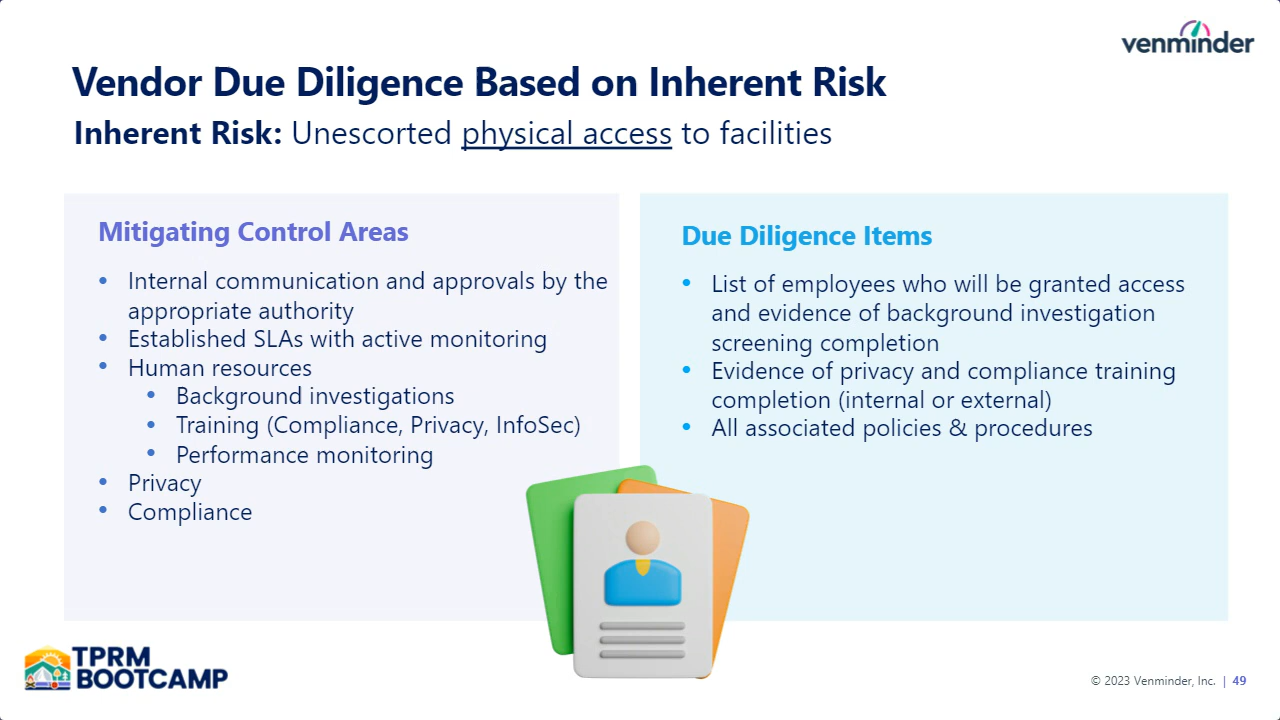 venminder
Vendor Due Diligence Based on Inherent Risk
Inherent Risk: Unescorted physical access to facilities
Mitigating Control Areas
• Internal communication and approvals by the
appropriate authority
• Established SLAs with active monitoring
• Human resources
• Background investigations
• Training (Compliance, Privacy, InfoSec)
• Performance monitoring
• Privacy
• Compliance
Due Diligence Items
• List of employees who will be granted access
and evidence of background investigation
screening completion
• Evidence of privacy and compliance training
completion (internal or external)
• All associated policies & procedures
TPRM
BOOTCAMP
© 2023 Venminder, Inc. | 49